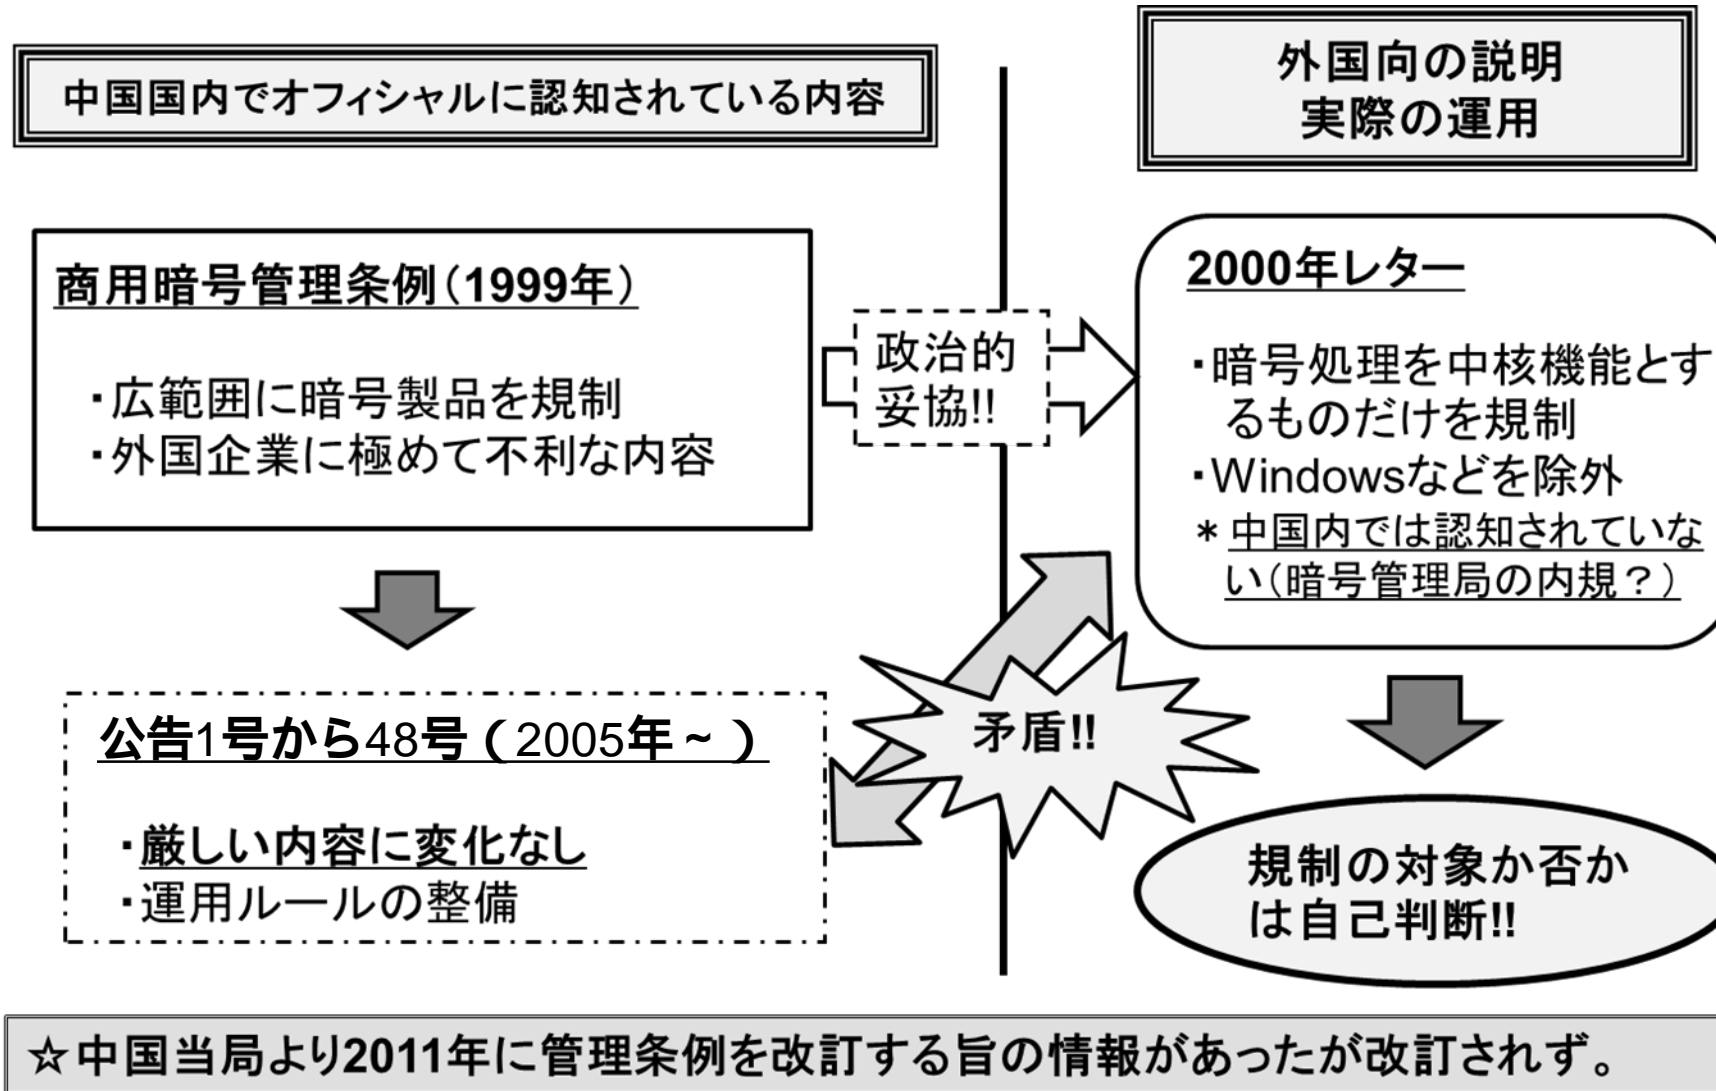 中国国内でオフィシャルに認知されている内容
外国向の説明
実際の運用
商用暗号管理条例（1999年）
・広範囲に暗号製品を規制
・外国企業に極めて不利な内容
政治的
妥協!!
2000年レター
・暗号処理を中核機能とす
るものだけを規制
・Windowsなどを除外
＊中国内では認知されていな
い（暗号管理局の内規？）
矛盾!!
公告1号から48号（2005年～）
・厳しい内容に変化なし
・運用ルールの整備
規制の対象か否か
は自己判断!!
☆中国当局より2011年に管理条例を改訂する旨の情報があったが改訂されず。